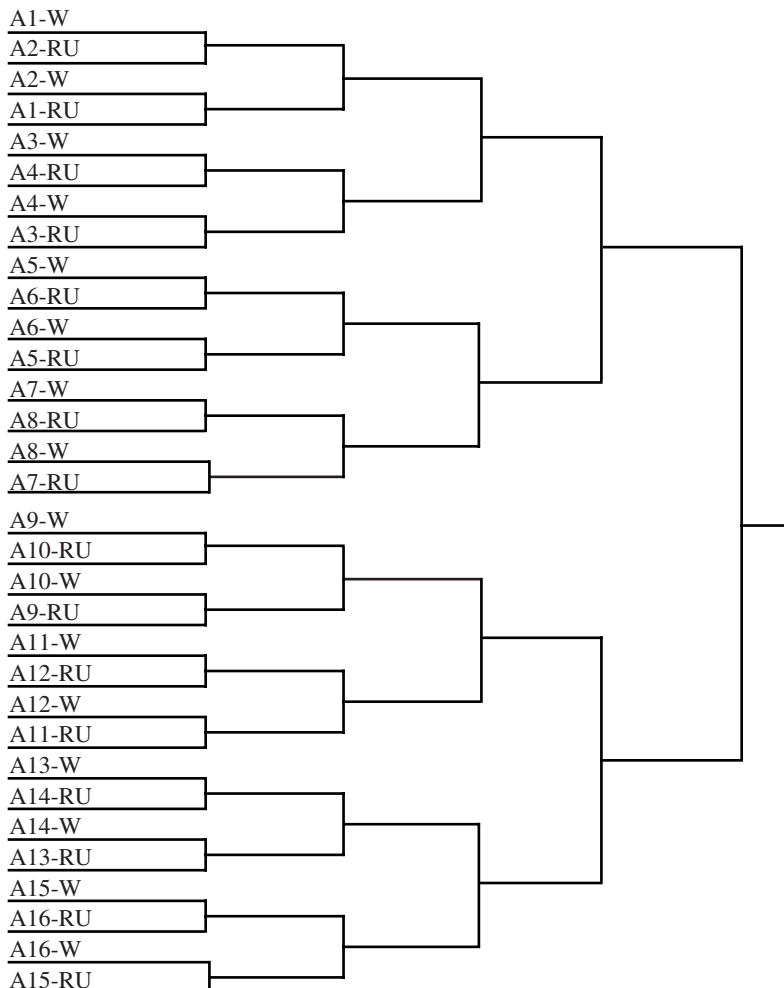 A1-W
A2-RU
A2-W
A1-RU
A3-W
A4-RU
A4-W
A3-RU
A5-W
A6-RU
A6-W
A5-RU
A7-W
A8-RU
A8-W
A7-RU
A9-W
A10-RU
A10-W
A9-RU
A11-W
A12-RU
A12-W
A11-RU
A13-W
A14-RU
A14-W
A13-RU
A15-W
A16-RU
A16-W
A15-RU